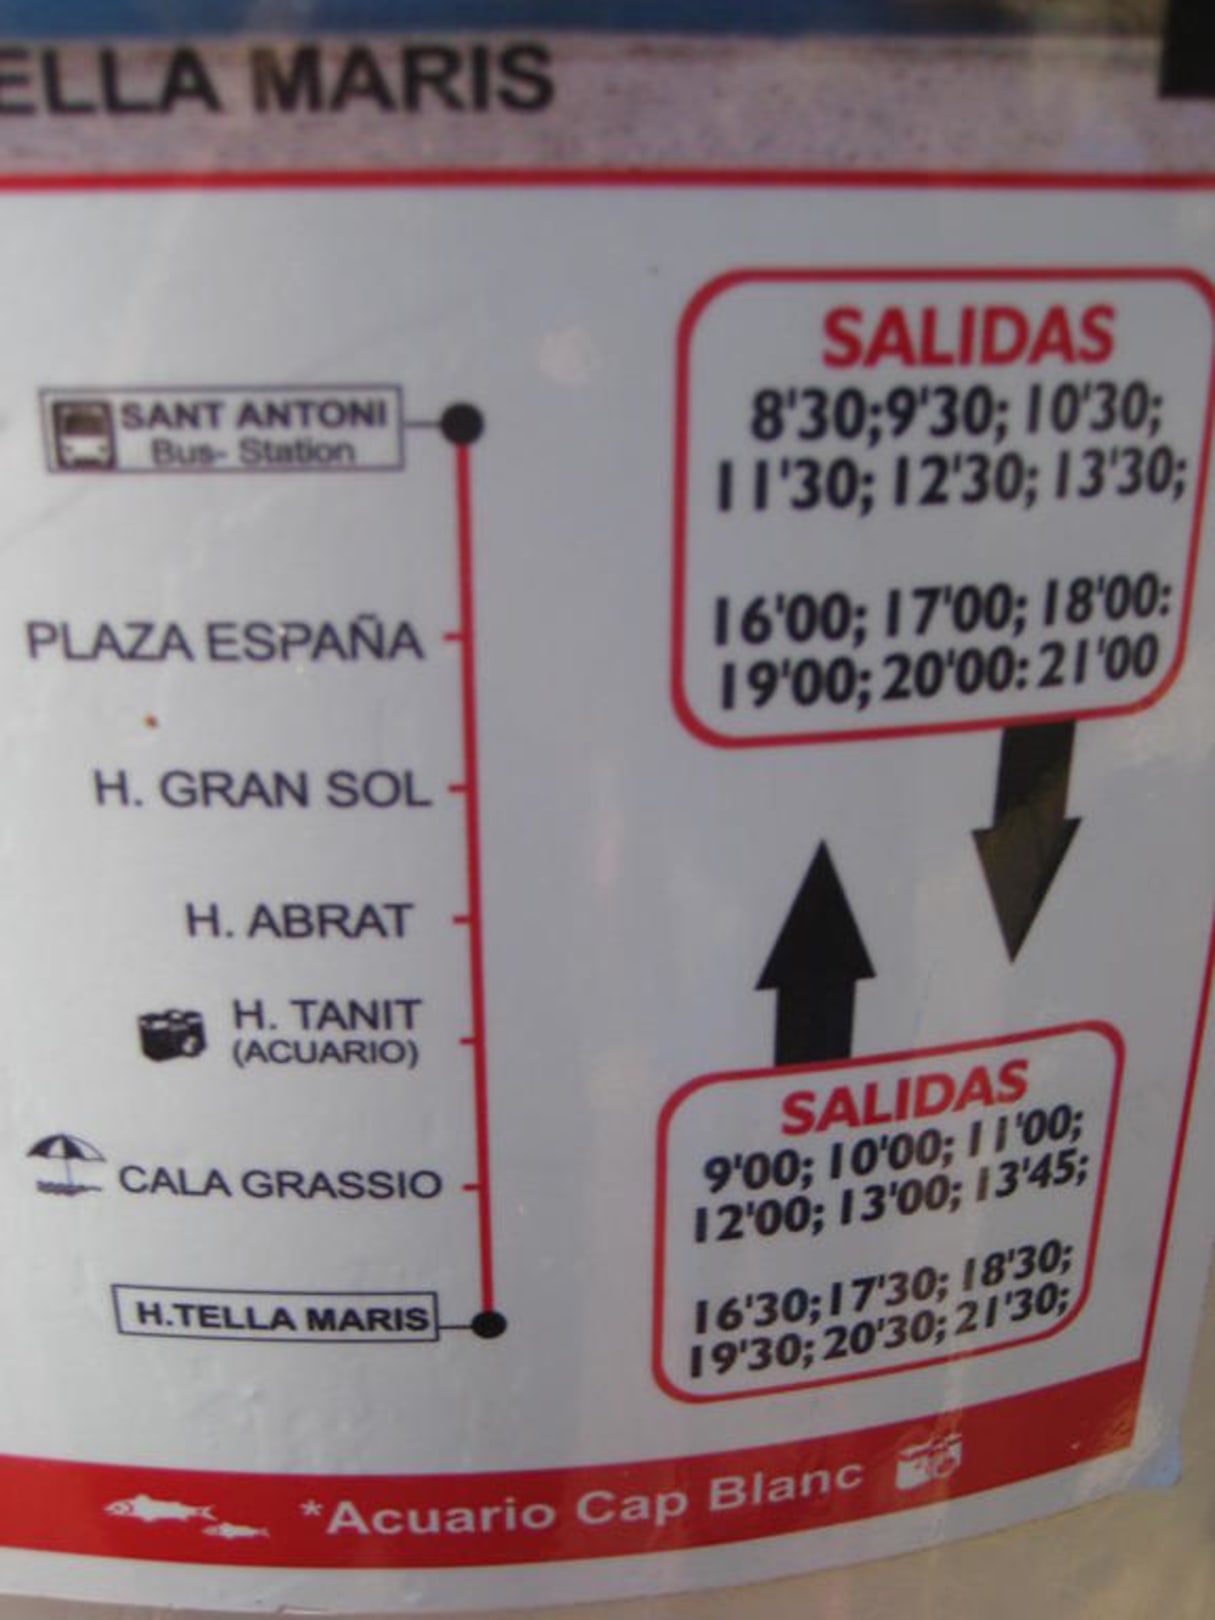 ELLA MARIS
SANT ANTONI
Bus- Station
PLAZA ESPAÑA
H. GRAN SOL
H. ABRAT
H. TANIT
(ACUARIO)
CALA GRASSIO
H.TELLA MARIS
SALIDAS
8'30;9'30; 10'30;
11'30; 12'30; 13'30;
16'00; 17'00; 18'00:
19'00; 20'00: 21'00
SALIDAS
9'00; 10'00; 11'00;
12'00; 13'00; 13'45;
16'30;17'30; 18'30;
19'30; 20'30; 21'30;
*Acuario Cap Blanc